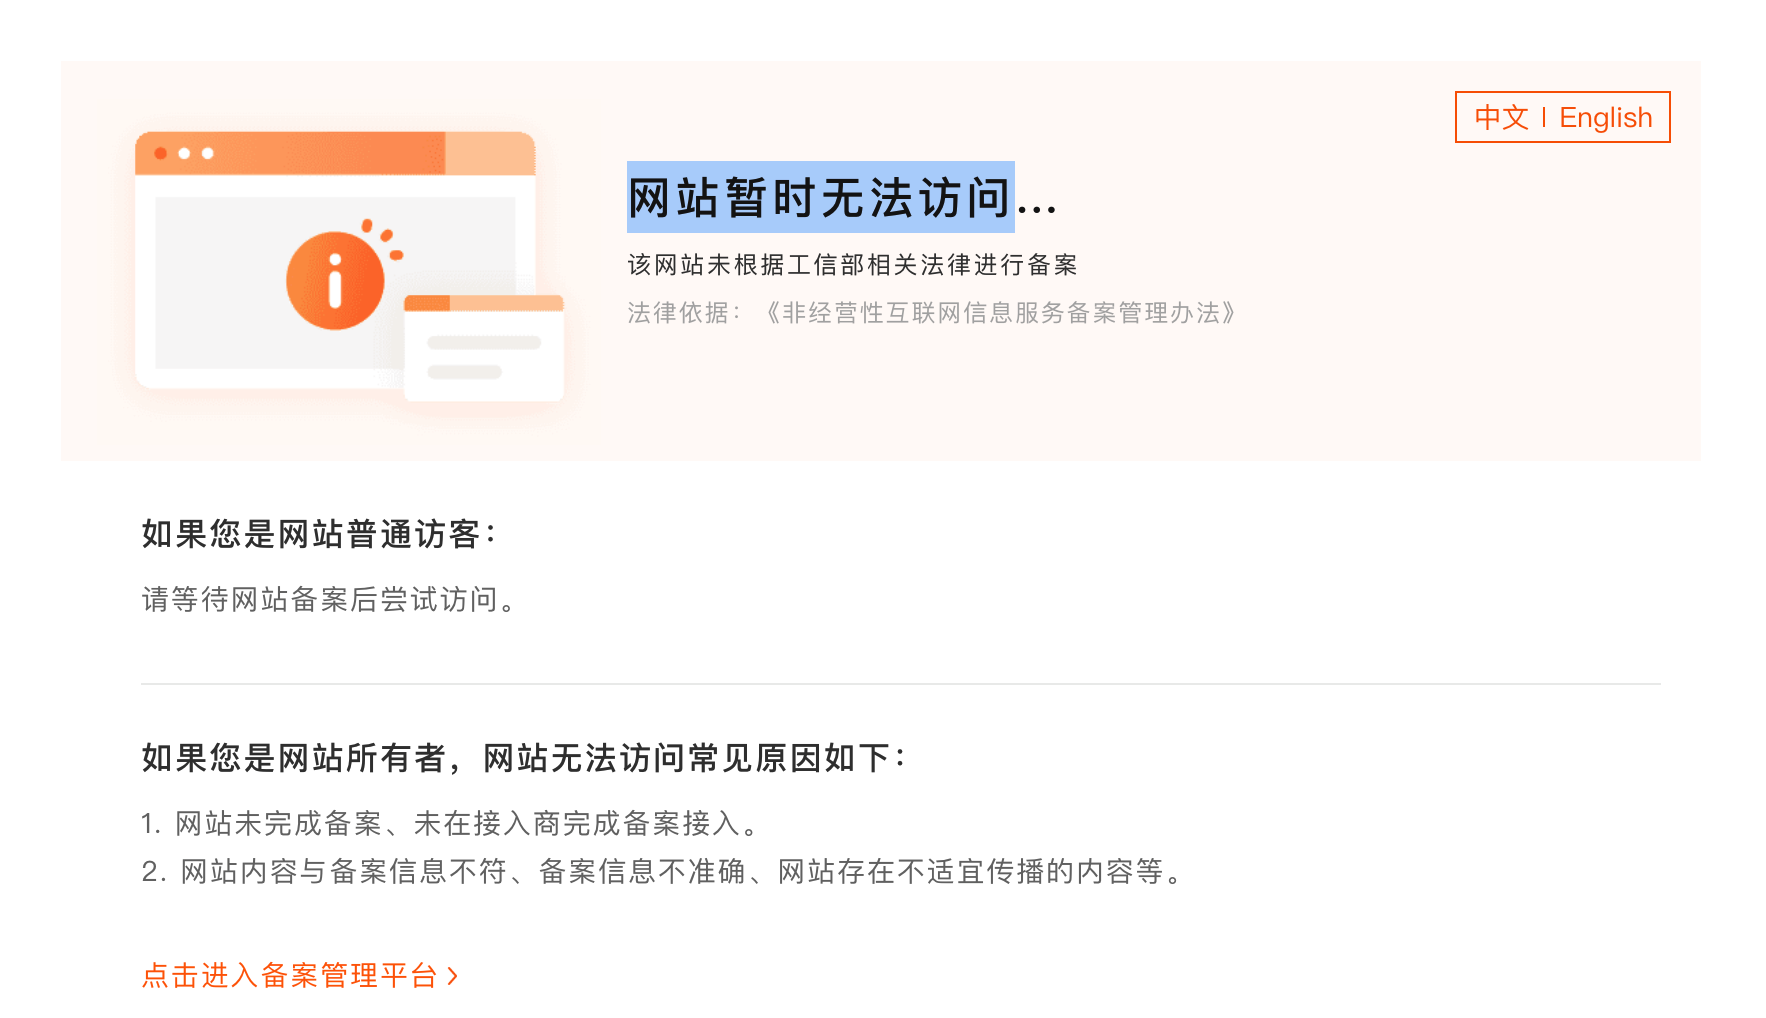 中文 | English
网站暂时无法访问...
该网站未根据工信部相关法律进行备案
法律依据：《非经营性互联网信息服务备案管理办法》
如果您是网站普通访客：
请等待网站备案后尝试访问。
如果您是网站所有者，网站无法访问常见原因如下：
1. 网站未完成备案、未在接入商完成备案接入。
2. 网站内容与备案信息不符、备案信息不准确、网站存在不适宜传播的内容等。
点击进入备案管理平台 >